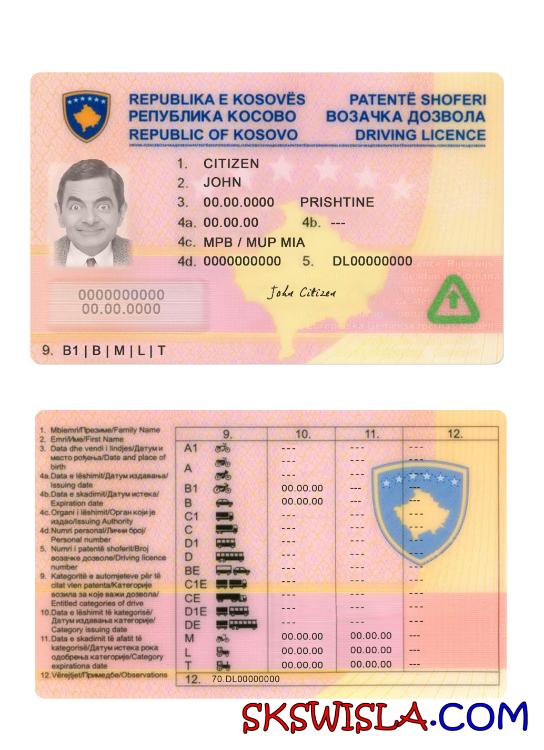 REPUBLIKA E KOSOVËS PATENTË SHOFERI
РЕПУБЛИКА КОСОВО ВОЗАЧКА ДОЗВОЛА
REPUBLIC OF KOSOVO DRIVING LICENCE
1. CITIZEN
2. JOHN
3. 00.00.0000 PRISHTINE
4a. 00.00.00 4b. ---
4c. MPB / MUP MIA
4d. 0000000000 5. DL00000000
John Citizen
0000000000
00.00.0000
9. B1 | B | M | L | T
1. Mbiemri/Презиме/Family Name
2. Emri/Име/First Name
3. Data dhe vendi i lindjes/Датум и
место рођења/Date and place of
birth
4a. Data e lëshimit/Датум издавања/
Issuing date
4b. Data e skadimit/Датум истека/
Expiration date
4c. Organi i lëshimit/Орган који је
издао/Issuing Authority
4d. Numri personal/Лични број/
Personal number
5. Numri i patentë shoferit/Број
возачке дозволе/Driving licence
number
9. Kategoritë e automjeteve për të
cilat vlen patenta/Категорије
возила за које важи дозвола/
Entitled categories of drive
10. Data e lëshimit të kategorisë/
Датум издавања категорије/
Category issuing date
11. Data e skadimit të afatit të
kategorisë/Датум истека рока
одобрења категорије/Category
expirationa date
12. Vërejtjet/Примедбе/Observations
9. 10. 11. 12.
A1 --- --- ---
A --- --- ---
B1 00.00.00 --- ---
B 00.00.00 --- ---
C1 --- --- ---
C --- --- ---
D1 --- --- ---
D --- --- ---
BE --- --- ---
C1E --- --- ---
CE --- --- ---
D1E --- --- ---
DE --- --- ---
M 00.00.00 00.00.00 ---
L 00.00.00 00.00.00 ---
T 00.00.00 00.00.00 ---
12. 70.DL00000000
SKSWISLA.COM